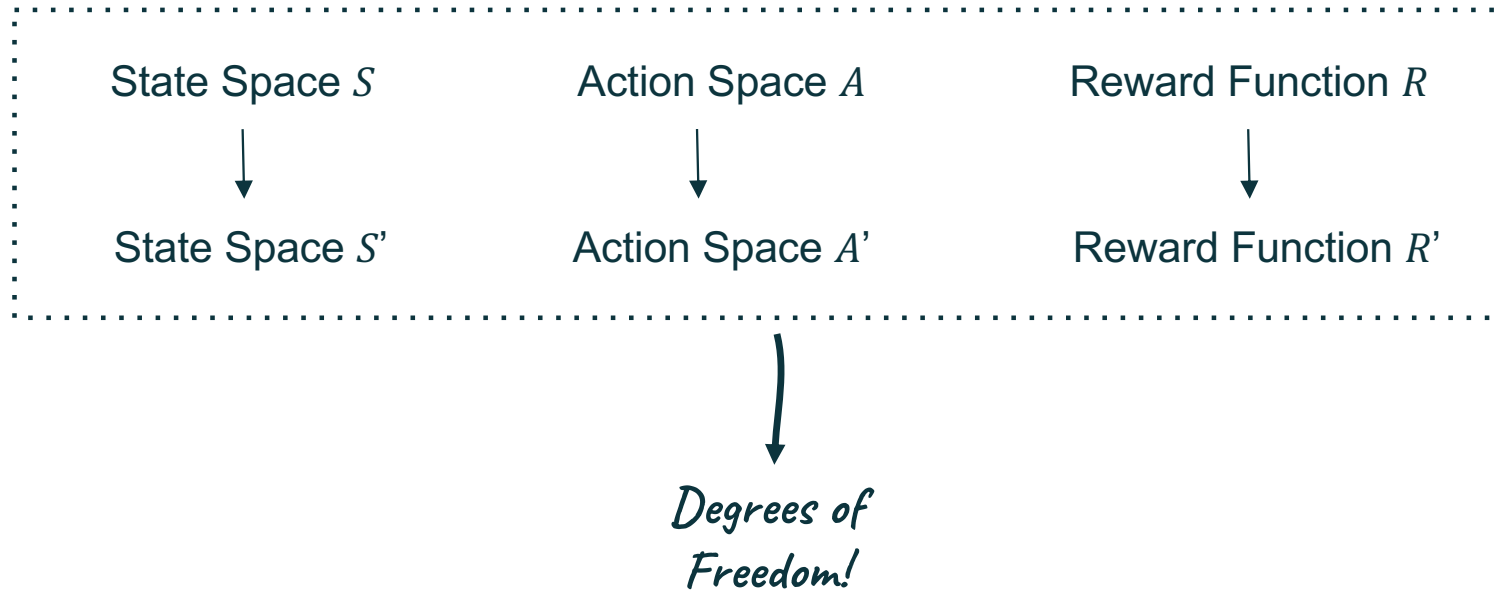 State Space S
Action Space A
Reward Function R
State Space S’
Action Space A’
Reward Function R’
Degrees of
Freedom!